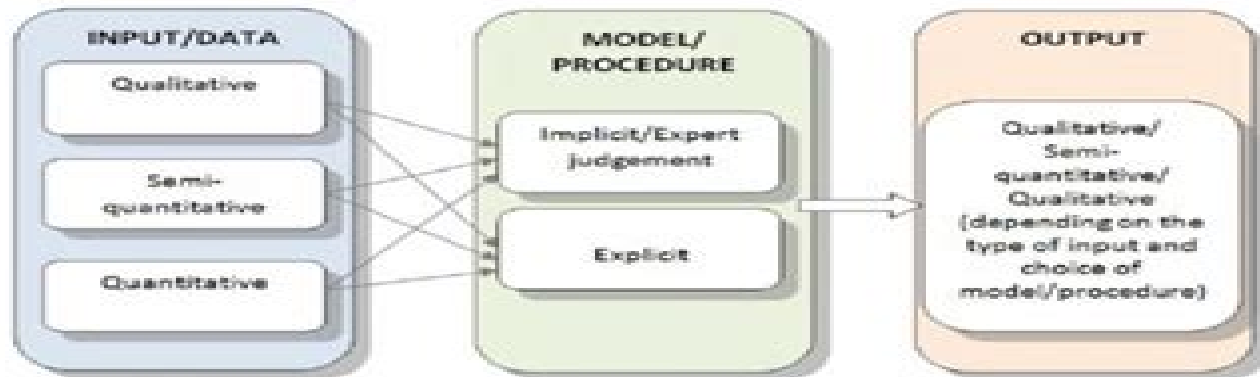 INPUT/DATA
Qualitative
Semi-
quantitative
Quantitative
MODEL/
PROCEDURE
Implicit/Expert
judgement
Explicit
OUTPUT
Qualitative/
Semi-
quantitative/
Qualitative
(depending on the
type of input and
choice of
model/procedure)